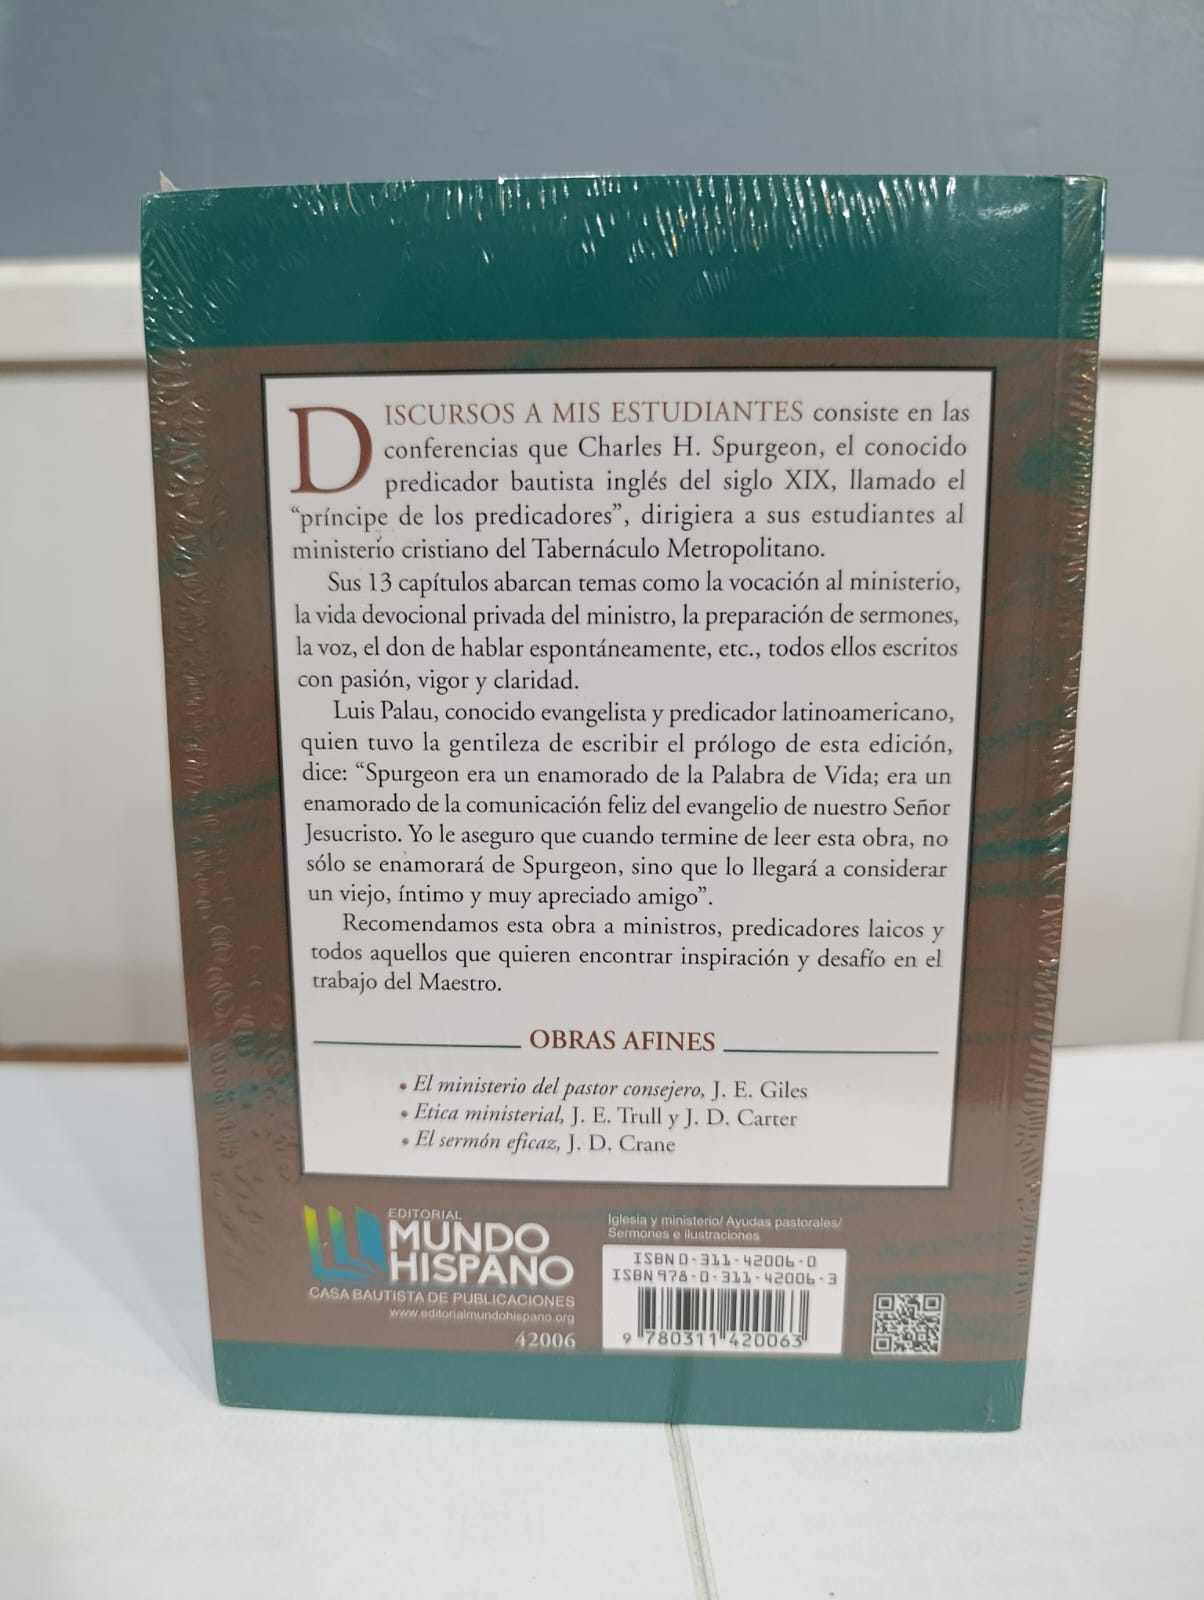 DISCURSOS A MIS ESTUDIANTES consiste en las
conferencias que Charles H. Spurgeon, el conocido
predicador bautista inglés del siglo XIX, llamado el
“príncipe de los predicadores”, dirigiera a sus estudiantes al
ministerio cristiano del Tabernáculo Metropolitano.
Sus 13 capítulos abarcan temas como la vocación al ministerio,
la vida devocional privada del ministro, la preparación de sermones,
la voz, el don de hablar espontáneamente, etc., todos ellos escritos
con pasión, vigor y claridad.
Luis Palau, conocido evangelista y predicador latinoamericano,
quien tuvo la gentileza de escribir el prólogo de esta edición,
dice: “Spurgeon era un enamorado de la Palabra de Vida; era un
enamorado de la comunicación feliz del evangelio de nuestro Señor
Jesucristo. Yo le aseguro que cuando termine de leer esta obra, no
sólo se enamorará de Spurgeon, sino que lo llegará a considerar
un viejo, íntimo y muy apreciado amigo”.
Recomendamos esta obra a ministros, predicadores laicos y
todos aquellos que quieren encontrar inspiración y desafío en el
trabajo del Maestro.
OBRAS AFINES
• El ministerio del pastor consejero, J. E. Giles
• Etica ministerial, J. E. Trull y J. D. Carter
• El sermón eficaz, J. D. Crane
EDITORIAL
MUNDO
HISPANO
CASA BAUTISTA DE PUBLICACIONES
www.editorialmundohispano.org
42006
Iglesia y ministerio/ Ayudas pastorales/
Sermones e ilustraciones
ISBN 0-311-42006-0
ISBN 978-0-311-42006-3
9 780311 420063